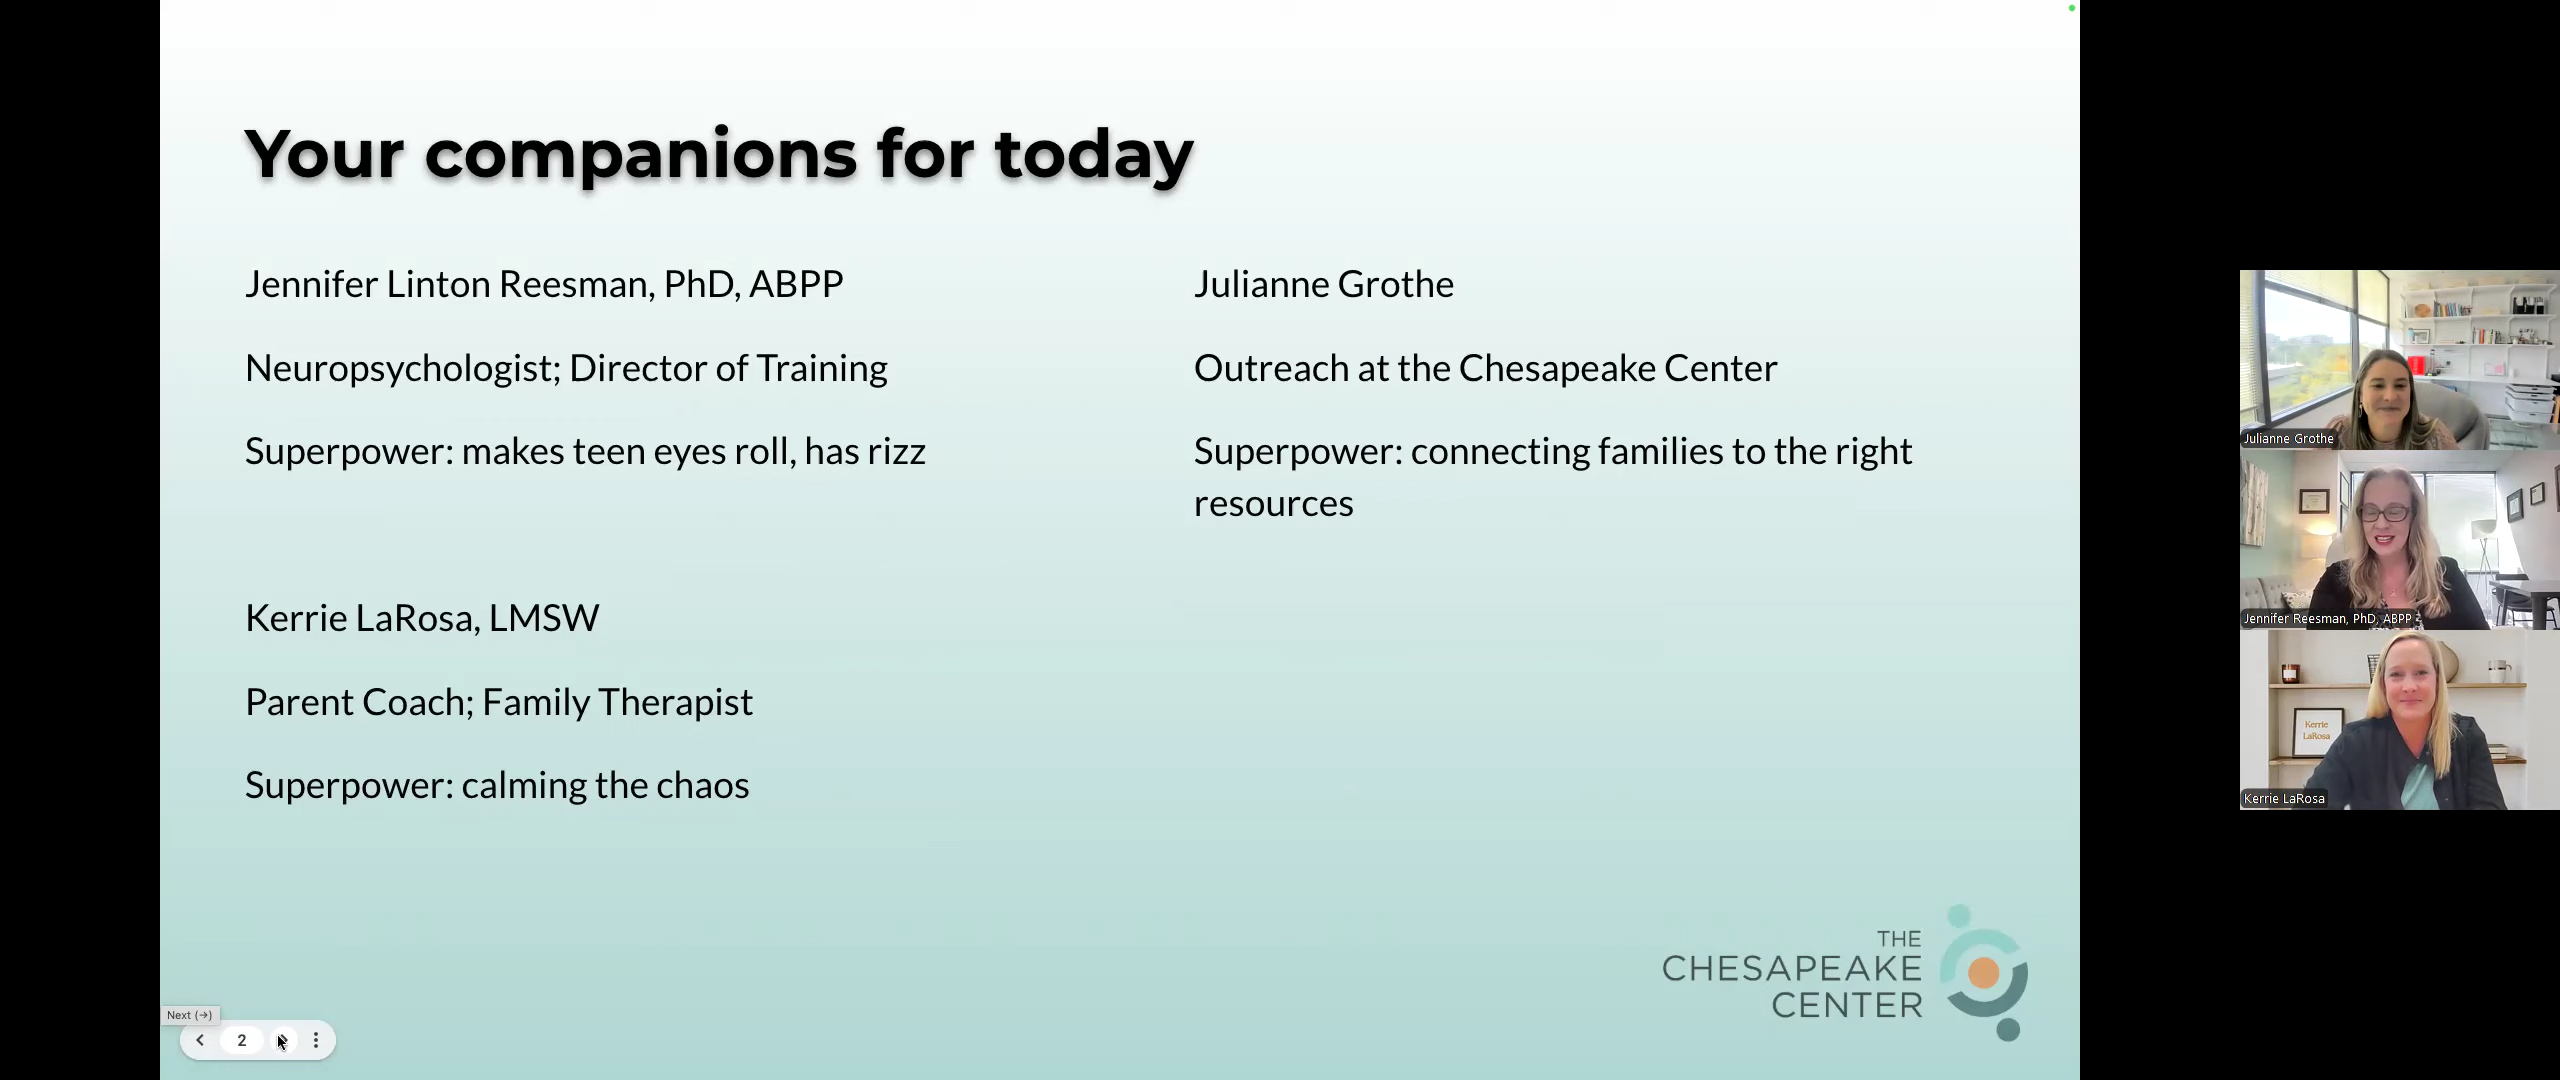 Your companions for today
Jennifer Linton Reesman, PhD, ABPP
Neuropsychologist; Director of Training
Superpower: makes teen eyes roll, has rizz
Kerrie LaRosa, LMSW
Parent Coach; Family Therapist
Superpower: calming the chaos
Julianne Grothe
Outreach at the Chesapeake Center
Superpower: connecting families to the right
resources
THE
CHESAPEAKE
CENTER
Next (→)
2
Julianne Grothe
Jennifer Reesman, PhD, ABPP
Kerrie
LaRosa
Kerrie LaRosa